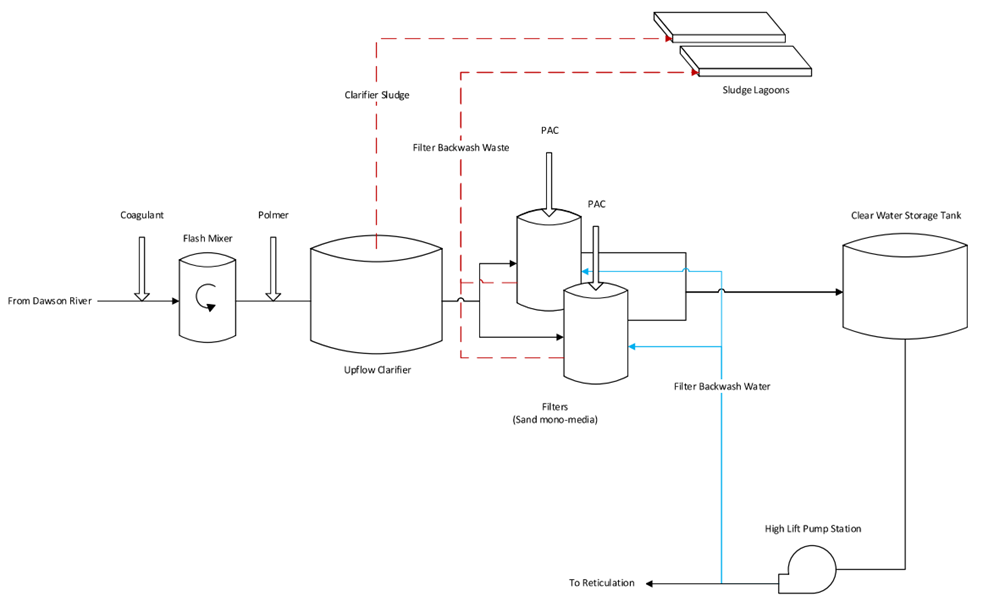 Sludge Lagoons
Clarifier Sludge
PAC
Filter Backwash Waste
PAC
Coagulant
Polmer
Clear Water Storage Tank
Flash Mixer
From Dawson River
Upflow Clarifier
Filter Backwash Water
Filters
(Sand mono-media)
High Lift Pump Station
To Reticulation